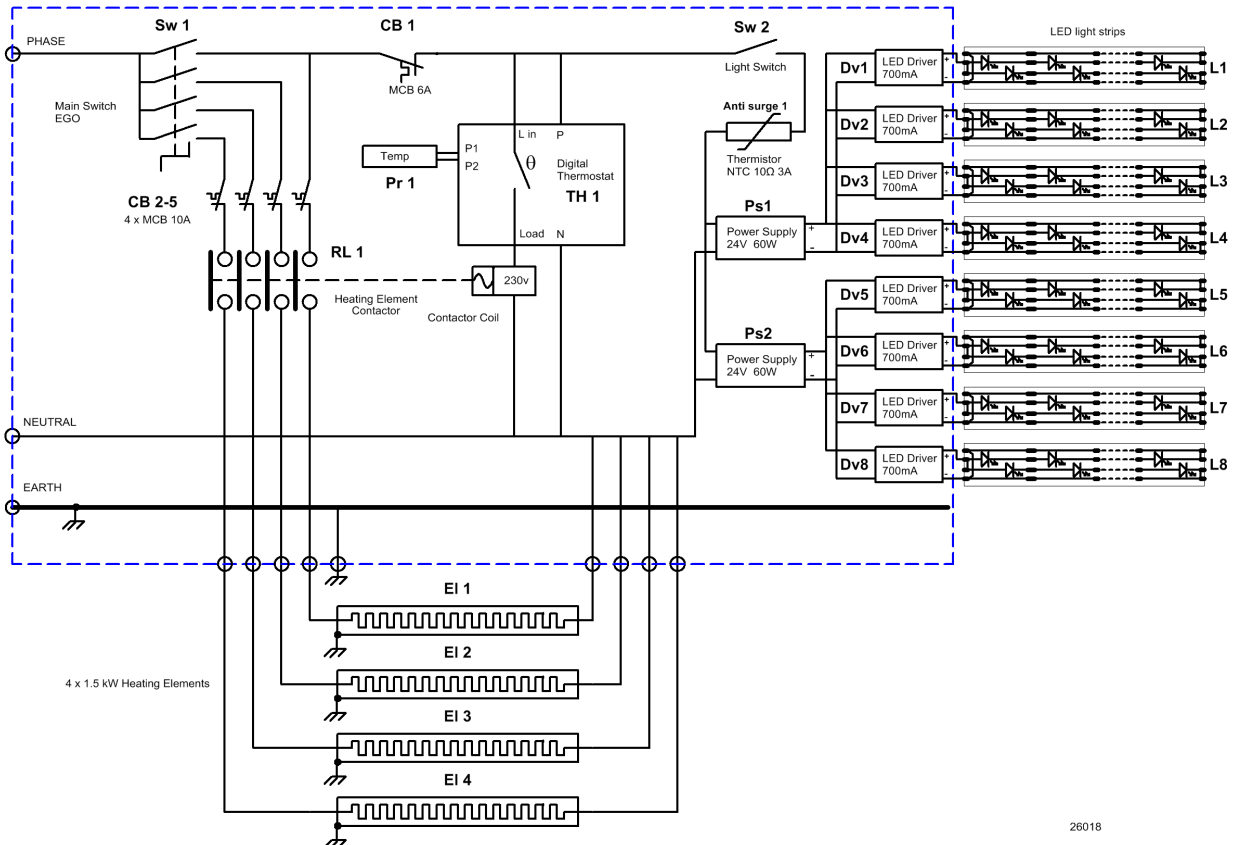 Sw 1
CB 1
Sw 2
LED light strips
PHASE
Light Switch
MCB 6A
Main Switch
EGO
Anti surge 1
Thermistor
NTC 10Ω 3A
Temp
Pr 1
P1
P2
L in
P
θ
Digital
Thermostat
TH 1
Load
N
CB 2-5
4 x MCB 10A
RL 1
Heating Element
Contactor
230v
Contactor Coil
Ps1
Power Supply
24V 60W
+
-
Ps2
Power Supply
24V 60W
+
-
Dv1
LED Driver
700mA
+
-
L1
Dv2
LED Driver
700mA
L2
Dv3
LED Driver
700mA
L3
Dv4
LED Driver
700mA
L4
Dv5
LED Driver
700mA
L5
Dv6
LED Driver
700mA
+
-
L6
Dv7
LED Driver
700mA
L7
Dv8
LED Driver
700mA
+
-
L8
NEUTRAL
EARTH
El 1
El 2
4 x 1.5 kW Heating Elements
El 3
El 4
26018